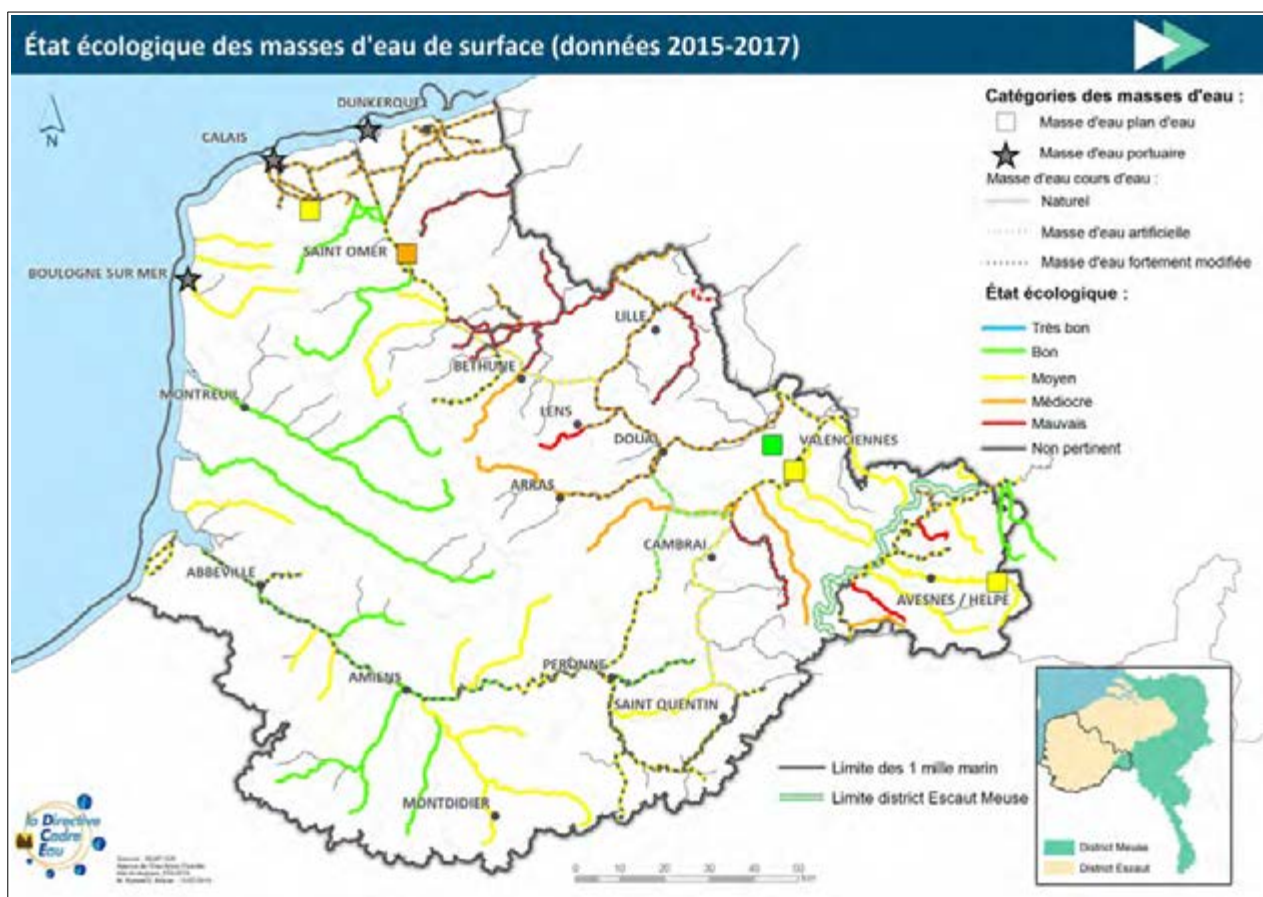 État écologique des masses d'eau de surface (données 2015-2017)
N
DUNKERQUE
CALAIS
SAINT OMER
BOULOGNE SUR MER
LILLE
BETHUNE
MONTREUIL
LENS
DOUAI
VALENCIENNES
ARRAS
CAMBRAI
ABBEVILLE
AVESNES / HELPE
AMIENS
PERONNE
SAINT QUENTIN
MONTDIDIER
Catégories des masses d'eau :
Masse d'eau plan d'eau
Masse d'eau portuaire
Masse d'eau cours d'eau :
Naturel
Masse d'eau artificielle
Masse d'eau fortement modifiée
État écologique :
Très bon
Bon
Moyen
Médiocre
Mauvais
Non pertinent
Limite des 1 mille marin
Limite district Escaut Meuse
0 10 20 30 40 50
km
District Meuse
District Escaut
la Directive
Cadre
Eau